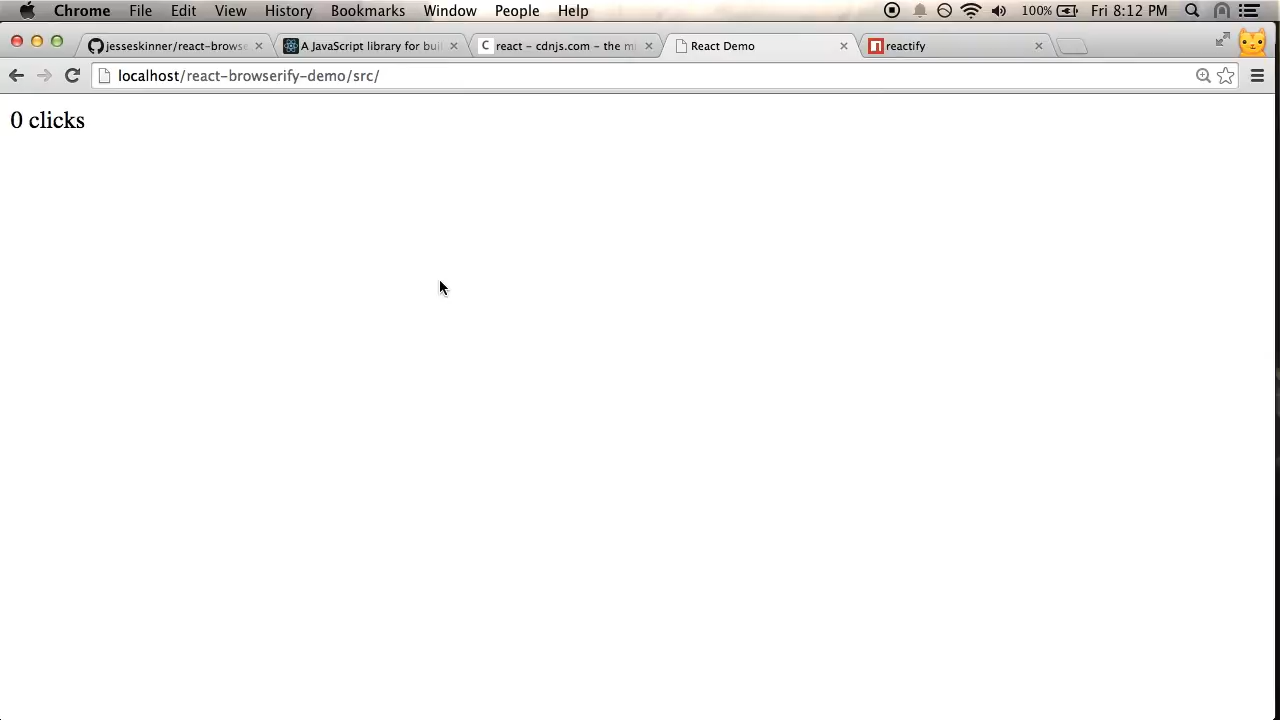 Chrome File Edit View History Bookmarks Window People Help 100% Fri 8:12 PM
jesseskinner/react-browse A JavaScript library for buil C react – cdnjs.com – the m React Demo reactify
localhost/react-browserify-demo/src/
0 clicks